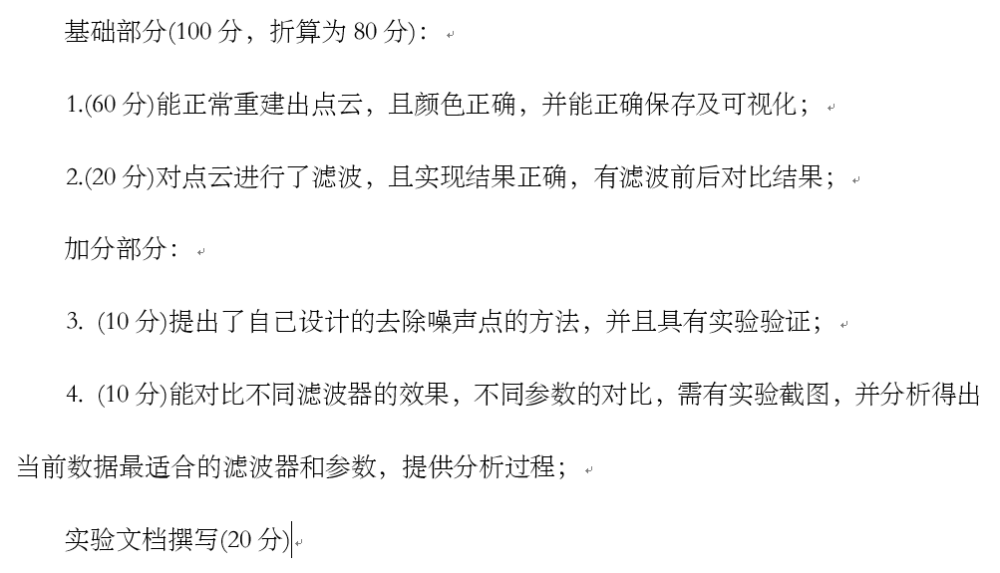 基础部分(100 分，折算为 80 分)：
1.(60 分)能正常重建出点云，且颜色正确，并能正确保存及可视化；
2.(20 分)对点云进行了滤波，且实现结果正确，有滤波前后对比结果；
加分部分：
3. (10 分)提出了自己设计的去除噪声点的方法，并且具有实验验证；
4. (10 分)能对比不同滤波器的效果，不同参数的对比，需有实验截图，并分析得出
当前数据最适合的滤波器和参数，提供分析过程；
实验文档撰写(20 分)